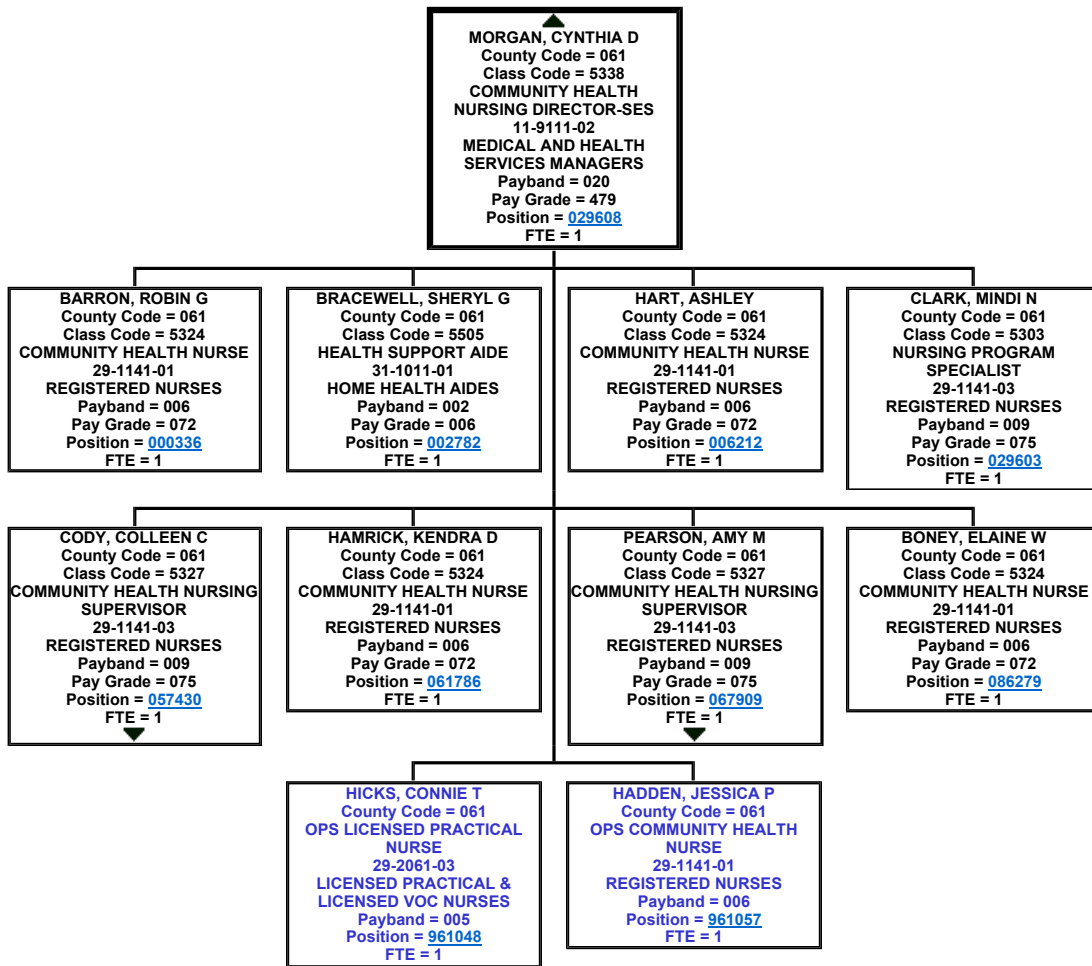 MORGAN, CYNTHIA D
County Code = 061
Class Code = 5338
COMMUNITY HEALTH
NURSING DIRECTOR-SES
11-9111-02
MEDICAL AND HEALTH
SERVICES MANAGERS
Payband = 020
Pay Grade = 479
Position = 029608
FTE = 1
BARRON, ROBIN G
County Code = 061
Class Code = 5324
COMMUNITY HEALTH NURSE
29-1141-01
REGISTERED NURSES
Payband = 006
Pay Grade = 072
Position = 000336
FTE = 1
BRACEWELL, SHERYL G
County Code = 061
Class Code = 5505
HEALTH SUPPORT AIDE
31-1011-01
HOME HEALTH AIDES
Payband = 002
Pay Grade = 006
Position = 002782
FTE = 1
HART, ASHLEY
County Code = 061
Class Code = 5324
COMMUNITY HEALTH NURSE
29-1141-01
REGISTERED NURSES
Payband = 006
Pay Grade = 072
Position = 006212
FTE = 1
CLARK, MINDI N
County Code = 061
Class Code = 5303
NURSING PROGRAM
SPECIALIST
29-1141-03
REGISTERED NURSES
Payband = 009
Pay Grade = 075
Position = 029603
FTE = 1
CODY, COLLEEN C
County Code = 061
Class Code = 5327
COMMUNITY HEALTH NURSING
SUPERVISOR
29-1141-03
REGISTERED NURSES
Payband = 009
Pay Grade = 075
Position = 057430
FTE = 1
HAMRICK, KENDRA D
County Code = 061
Class Code = 5324
COMMUNITY HEALTH NURSE
29-1141-01
REGISTERED NURSES
Payband = 006
Pay Grade = 072
Position = 061786
FTE = 1
PEARSON, AMY M
County Code = 061
Class Code = 5327
COMMUNITY HEALTH NURSING
SUPERVISOR
29-1141-03
REGISTERED NURSES
Payband = 009
Pay Grade = 075
Position = 067909
FTE = 1
BONEY, ELAINE W
County Code = 061
Class Code = 5324
COMMUNITY HEALTH NURSE
29-1141-01
REGISTERED NURSES
Payband = 006
Pay Grade = 072
Position = 086279
FTE = 1
HICKS, CONNIE T
County Code = 061
OPS LICENSED PRACTICAL
NURSE
29-2061-03
LICENSED PRACTICAL &
LICENSED VOC NURSES
Payband = 005
Position = 961048
FTE = 1
HADDEN, JESSICA P
County Code = 061
OPS COMMUNITY HEALTH
NURSE
29-1141-01
REGISTERED NURSES
Payband = 006
Position = 961057
FTE = 1